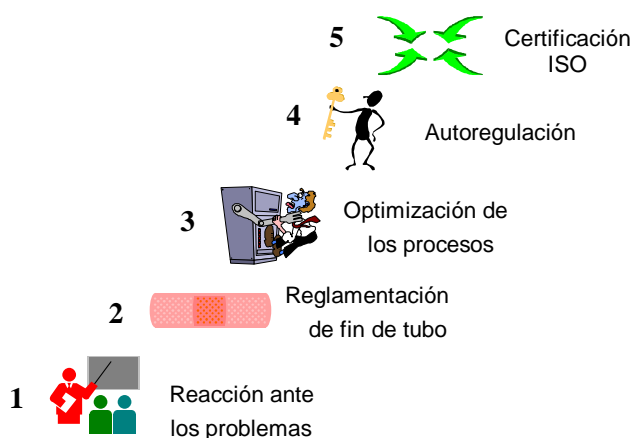 5 Certificación
ISO
4 Autoregulación
3 Optimización de
los procesos
2 Reglamentación
de fin de tubo
1 Reacción ante
los problemas